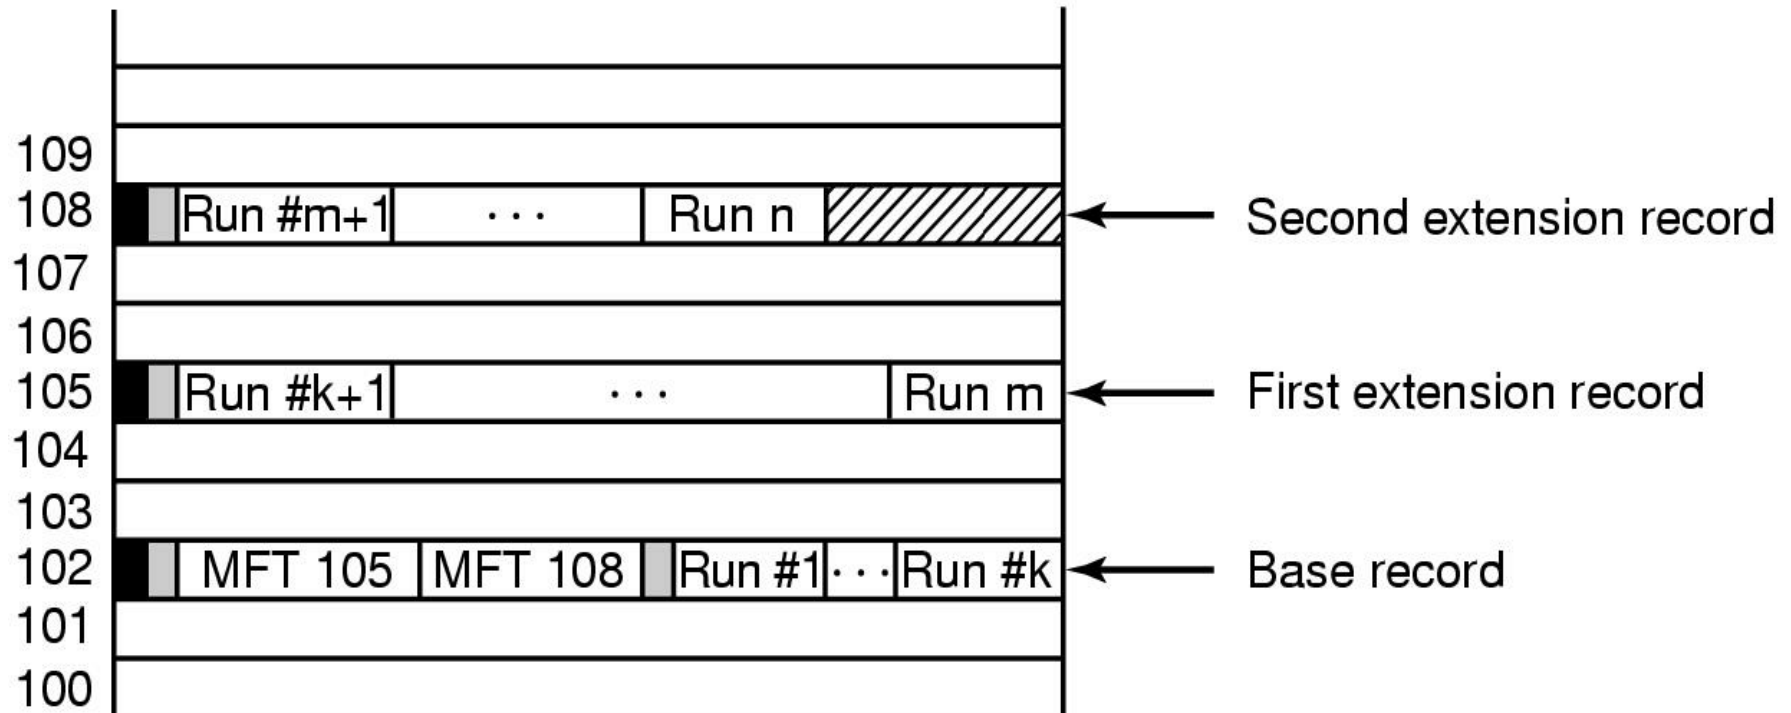 109
108 Run #m+1 ... Run n Second extension record
107
106
105 Run #k+1 ... Run m First extension record
104
103
102 MFT 105 MFT 108 Run #1 ... Run #k Base record
101
100